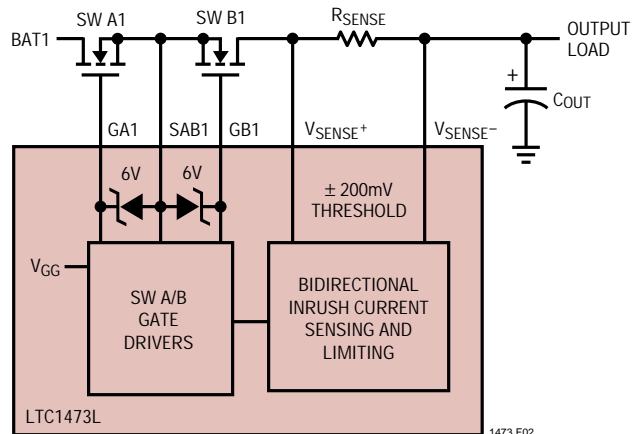 SW A1
SW B1
RSENSE
BAT1
OUTPUT
LOAD
+
COUT
GA1
SAB1
GB1
VSENSE+
VSENSE–
6V
6V
± 200mV
THRESHOLD
VGG
SW A/B
GATE
DRIVERS
BIDIRECTIONAL
INRUSH CURRENT
SENSING AND
LIMITING
LTC1473L
1473 F02